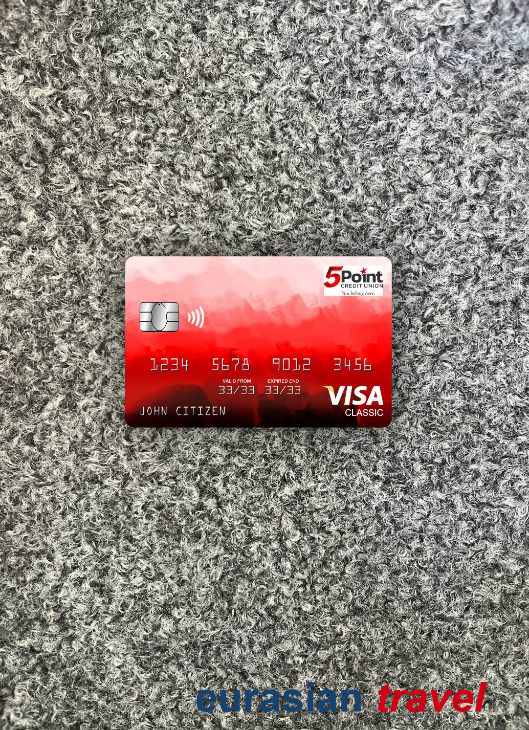 5Point
CREDIT UNION
1234 5678 9012 3456
VALID FROM EXPIRES END
33/33 33/33
JOHN CITIZEN
VISA
CLASSIC
eurasian travel